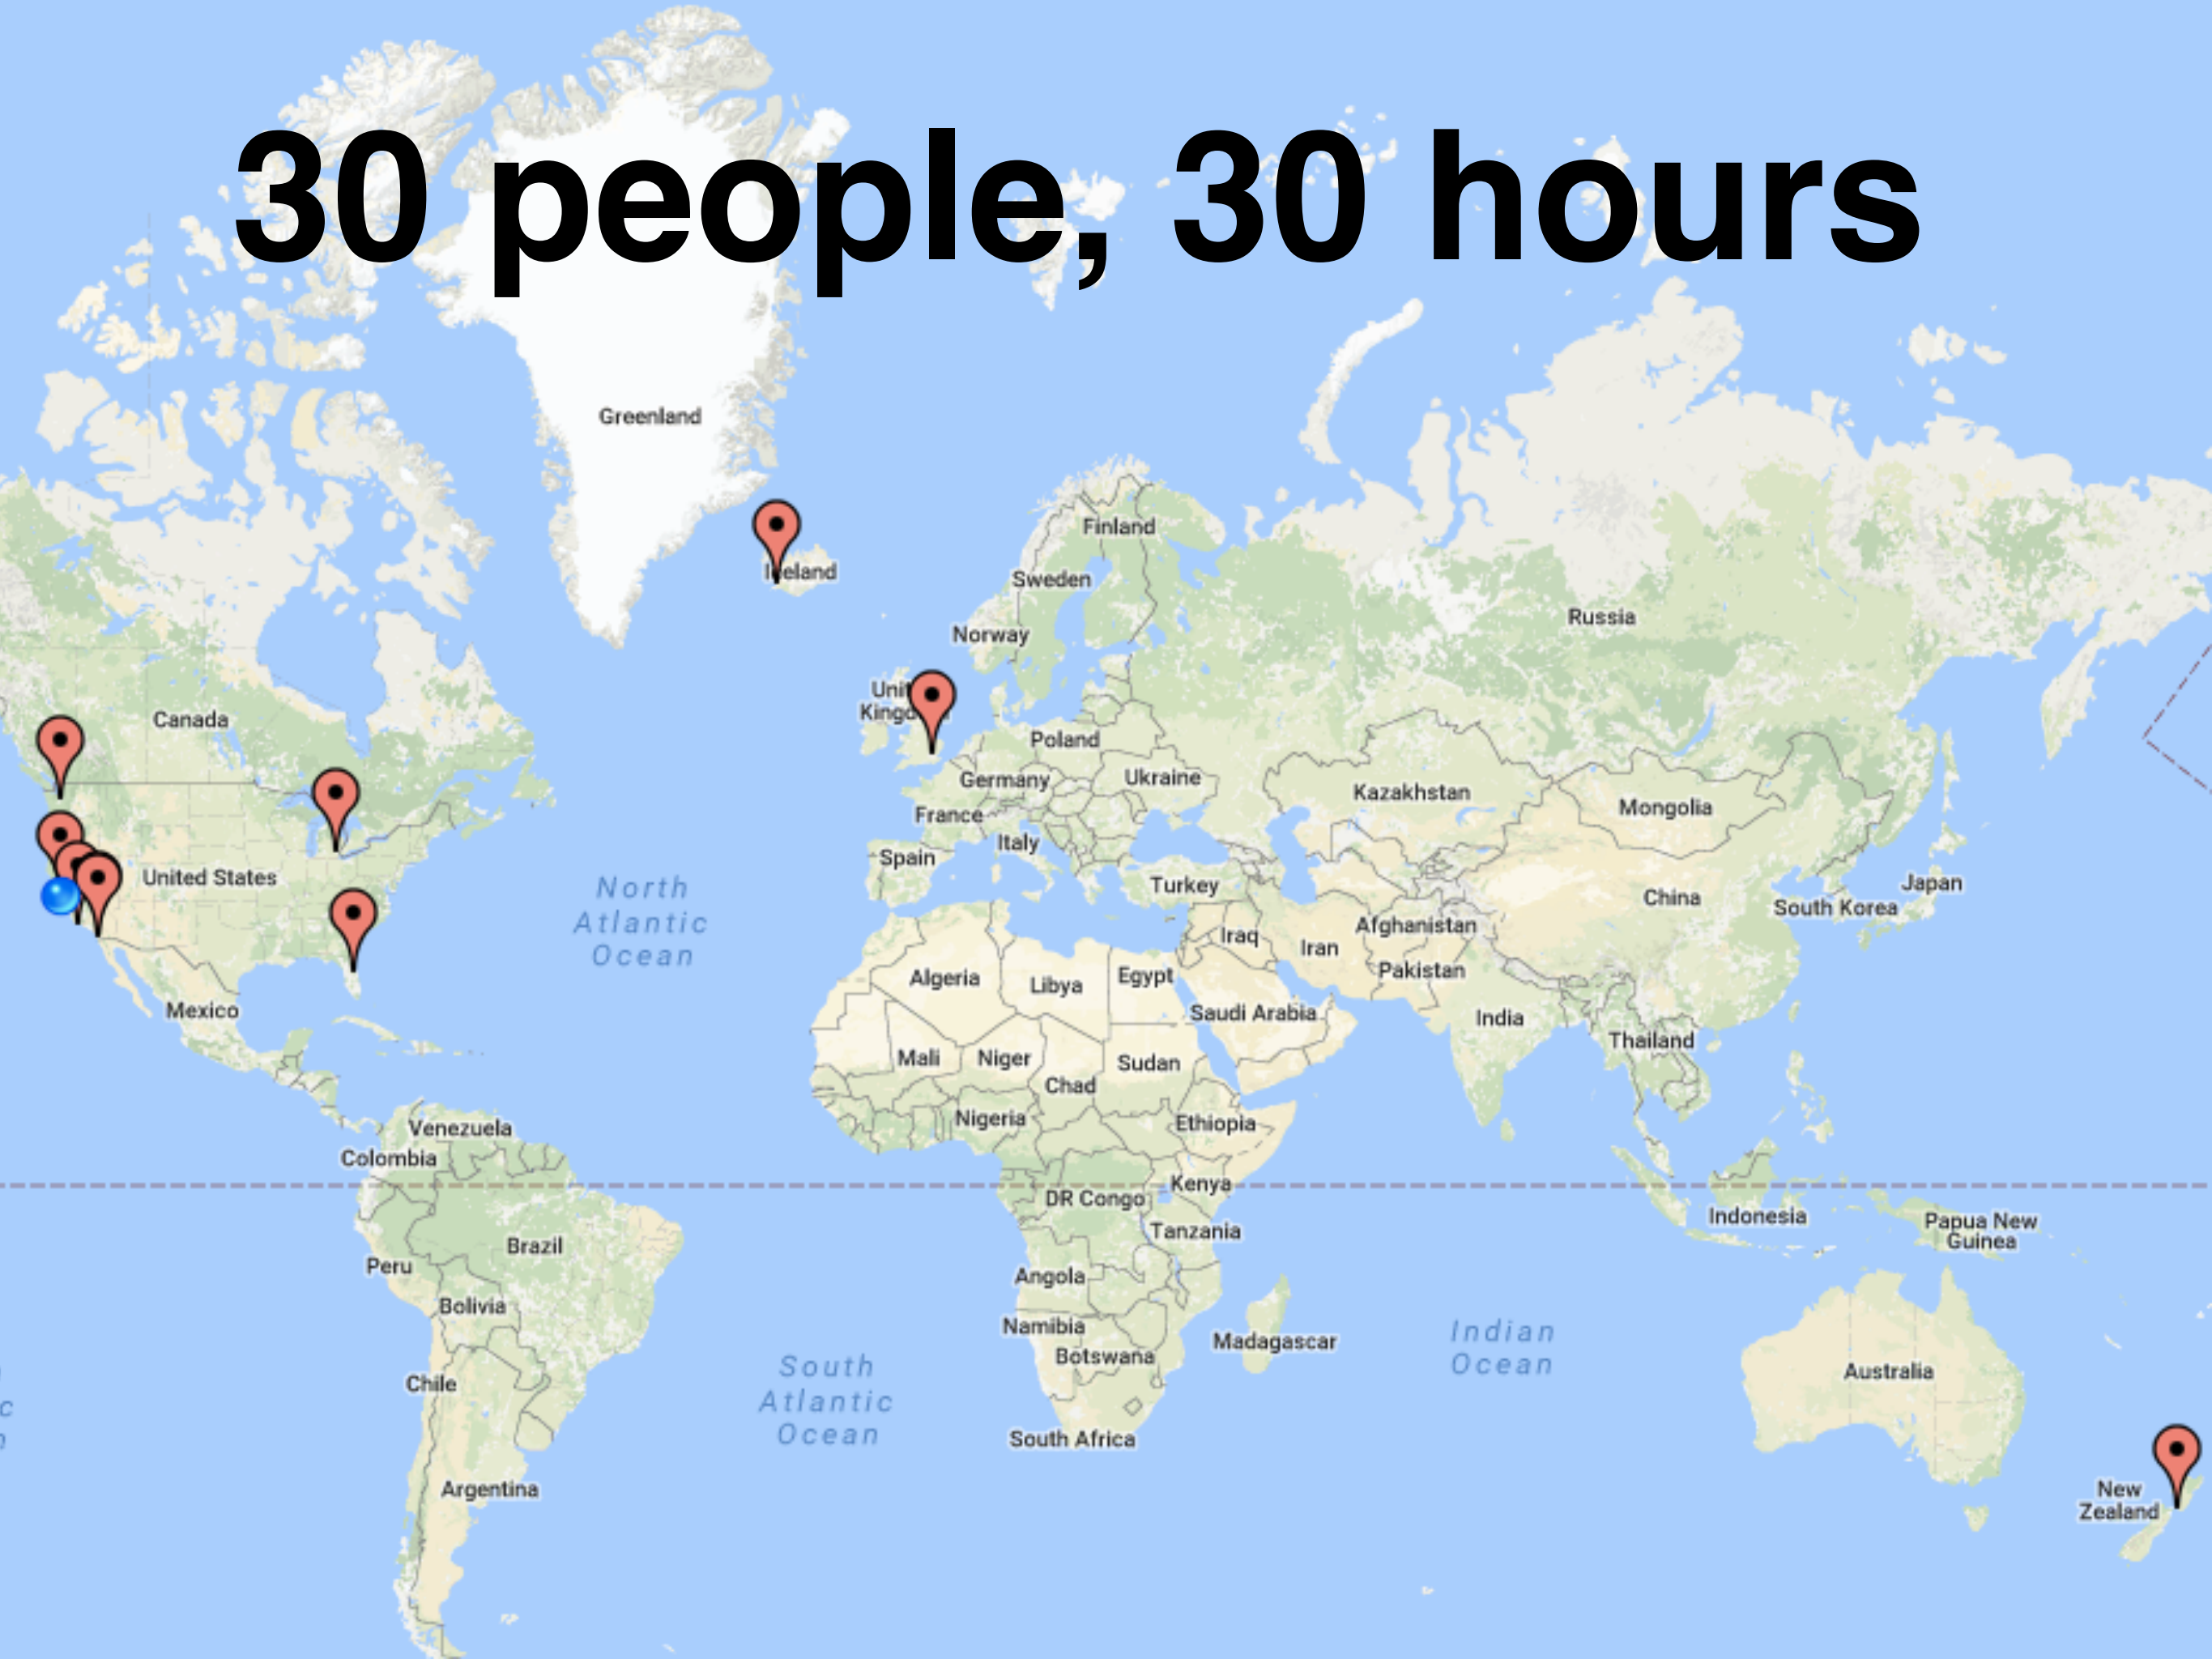 30 people, 30 hours
Greenland
Finland
Iceland
Sweden
Russia
Norway
United
Kingdom
Canada
Poland
Germany
Ukraine
Kazakhstan
Mongolia
France
Italy
Spain
United States
Turkey
China
Japan
South Korea
North
Atlantic
Ocean
Afghanistan
Iraq
Iran
Pakistan
Algeria
Libya
Egypt
Saudi Arabia
India
Mexico
Thailand
Mali
Niger
Sudan
Chad
Nigeria
Ethiopia
Venezuela
Colombia
Kenya
DR Congo
Indonesia
Papua New
Guinea
Tanzania
Brazil
Peru
Angola
Bolivia
Namibia
Madagascar
Botswana
Indian
Ocean
South
Atlantic
Ocean
Australia
Chile
South Africa
Argentina
New
Zealand